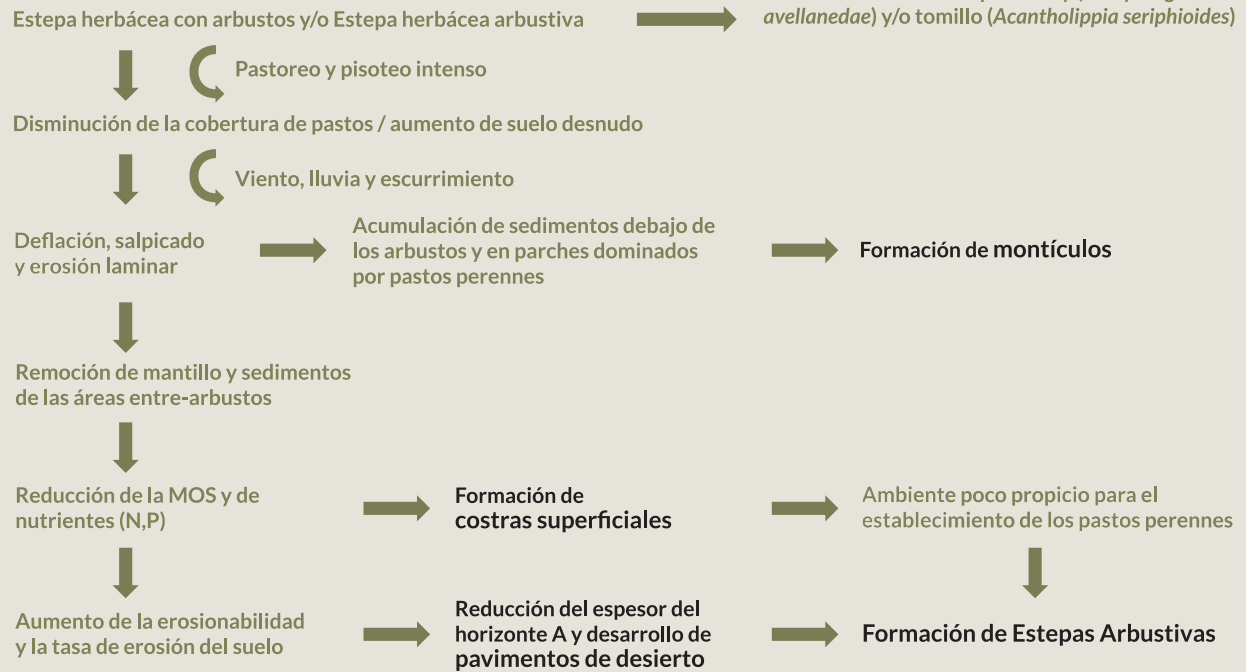 Estepa herbácea con arbustos y/o Estepa herbácea arbustiva
avellanedae) y/o tomillo (Acantholippia seriphioides)
Pastoreo y pisoteo intenso
Disminución de la cobertura de pastos / aumento de suelo desnudo
Viento, lluvia y escurrimiento
Deflación, salpicado
y erosión laminar
Acumulación de sedimentos debajo de
los arbustos y en parches dominados
por pastos perennes
Formación de montículos
Remoción de mantillo y sedimentos
de las áreas entre-arbustos
Reducción de la MOS y de
nutrientes (N,P)
Formación de
costras superficiales
Ambiente poco propicio para el
establecimiento de los pastos perennes
Aumento de la erosionabilidad
y la tasa de erosión del suelo
Reducción del espesor del
horizonte A y desarrollo de
pavimentos de desierto
Formación de Estepas Arbustivas